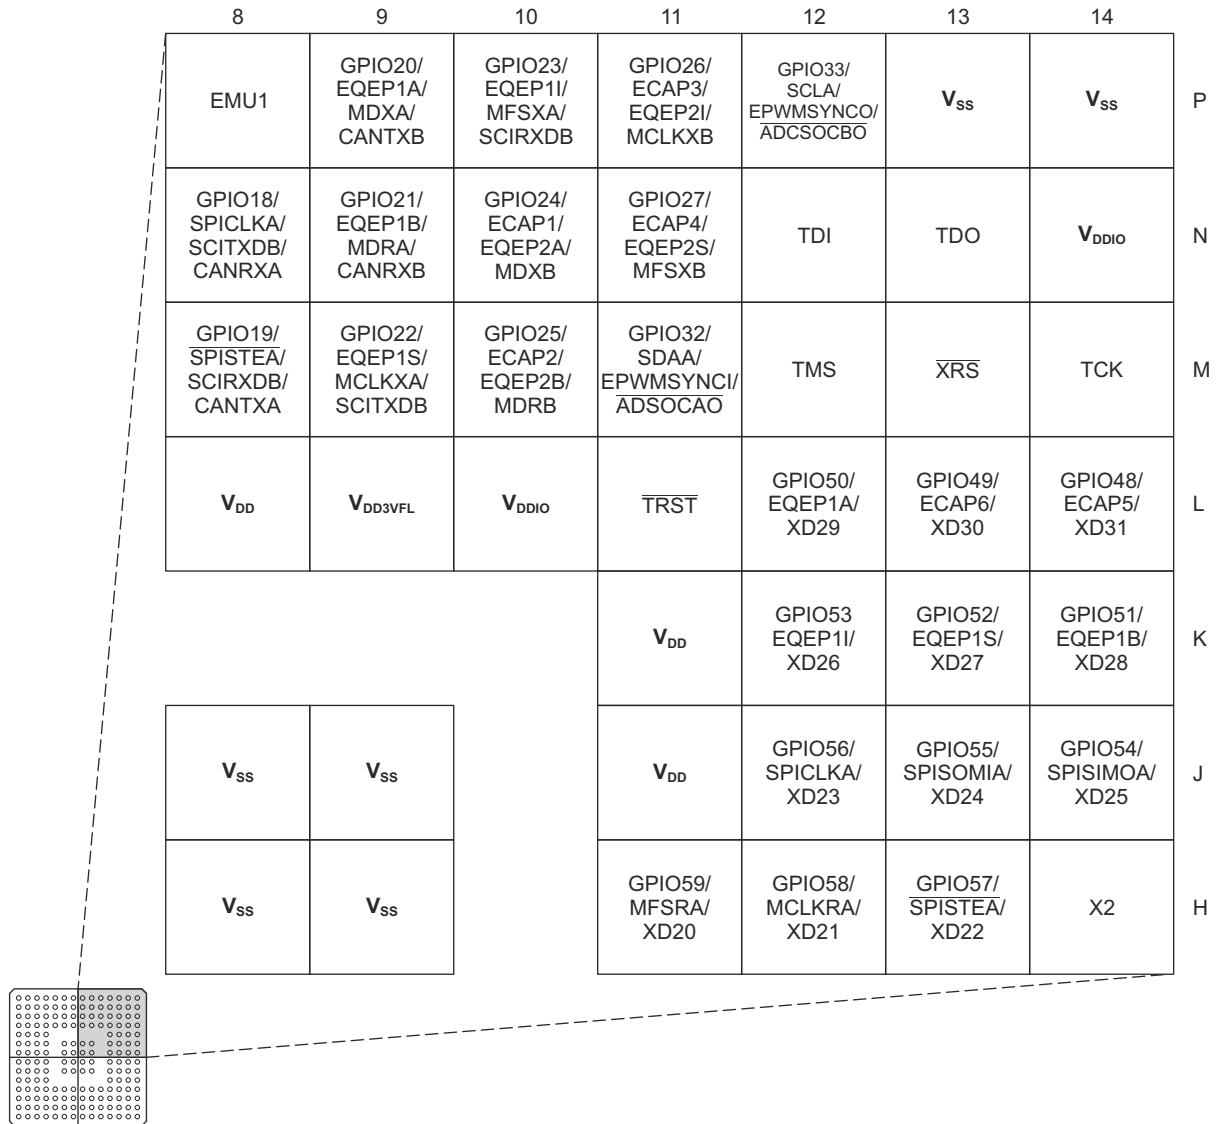 8 9 10 11 12 13 14
EMU1
GPIO20/
EQEP1A/
MDXA/
CANTXB
GPIO23/
EQEP1I/
MFSXA/
SCIRXDB
GPIO26/
ECAP3/
EQEP2I/
MCLKXB
GPIO33/
SCLA/
EPWMSYNCO/
ADCSOCBO
VSS
VSS
P
GPIO18/
SPICLKA/
SCITXDB/
CANRXA
GPIO21/
EQEP1B/
MDRA/
CANRXB
GPIO24/
ECAP1/
EQEP2A/
MDXB
GPIO27/
ECAP4/
EQEP2S/
MFSXB
TDI
TDO
VDDIO
N
GPIO19/
SPISTEA/
SCIRXDB/
CANTXA
GPIO22/
EQEP1S/
MCLKXA/
SCITXDB
GPIO25/
ECAP2/
EQEP2B/
MDRB
GPIO32/
SDAA/
EPWMSYNCI/
ADSOCAO
TMS
XRS
TCK
M
VDD
VDD3VFL
VDDIO
TRST
GPIO50/
EQEP1A/
XD29
GPIO49/
ECAP6/
XD30
GPIO48/
ECAP5/
XD31
L
VDD
GPIO53
EQEP1I/
XD26
GPIO52/
EQEP1S/
XD27
GPIO51/
EQEP1B/
XD28
K
VSS
VSS
VDD
GPIO56/
SPICLKA/
XD23
GPIO55/
SPISOMIA/
XD24
GPIO54/
SPISIMOA/
XD25
J
VSS
VSS
GPIO59/
MFSRA/
XD20
GPIO58/
MCLKRA/
XD21
GPIO57/
SPISTEA/
XD22
X2
H